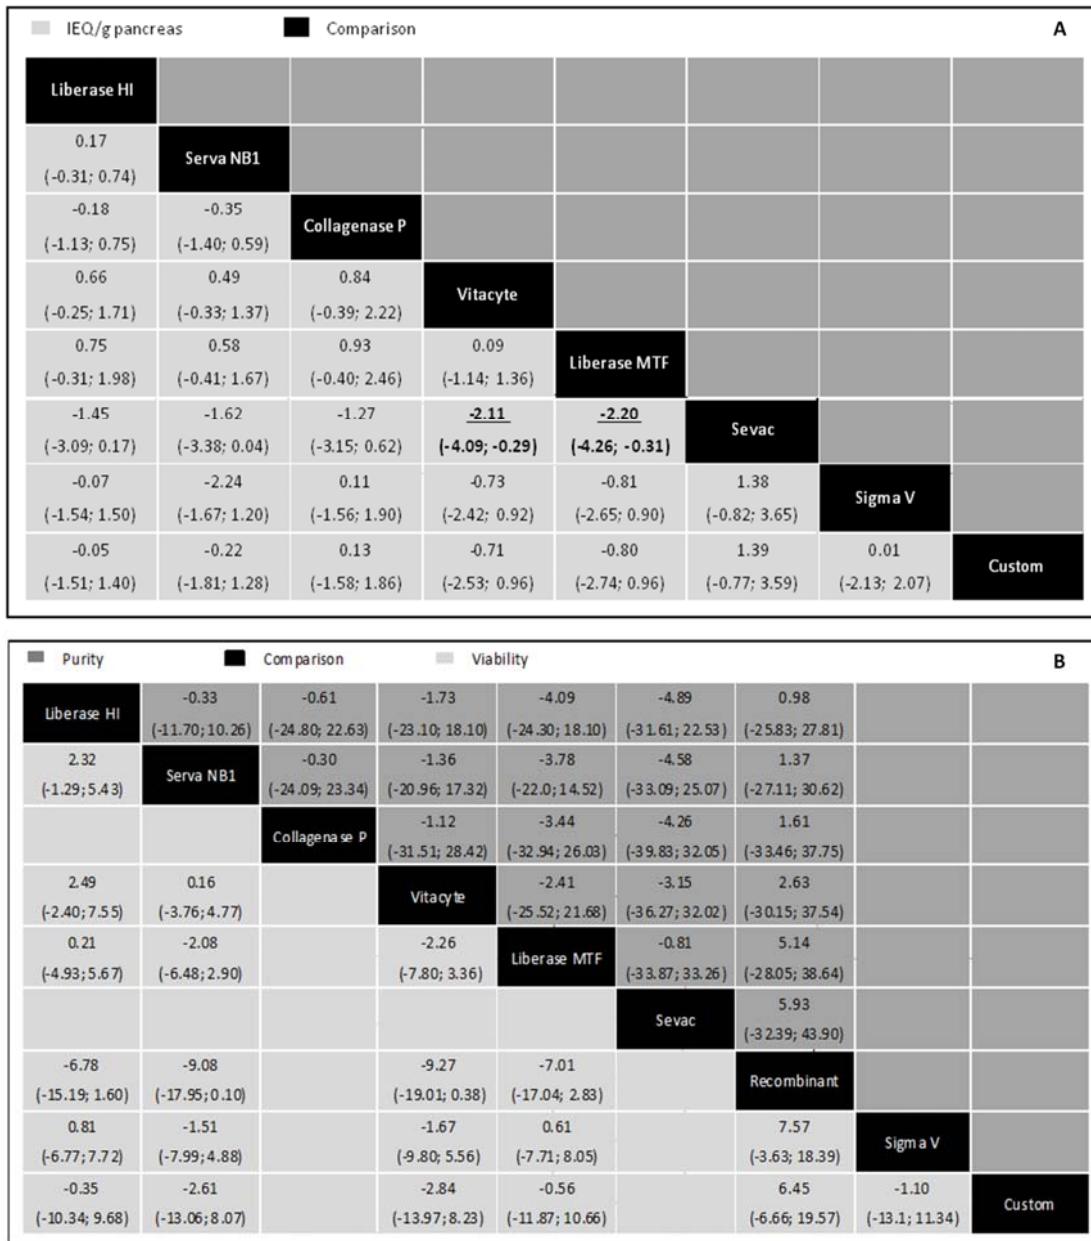 IEQ/g pancreas Comparison A
Liberase HI
0.17
(-0.31; 0.74) Serva NB1
-0.18 -0.35
(-1.13; 0.75) (-1.40; 0.59) Collagenase P
0.66 0.49 0.84
(-0.25; 1.71) (-0.33; 1.37) (-0.39; 2.22) Vitacyte
0.75 0.58 0.93 0.09
(-0.31; 1.98) (-0.41; 1.67) (-0.40; 2.46) (-1.14; 1.36) Liberase MTF
-1.45 -1.62 -1.27 -2.11 -2.20
(-3.09; 0.17) (-3.38; 0.04) (-3.15; 0.62) (-4.09; -0.29) (-4.26; -0.31) Sevac
-0.07 -2.24 0.11 -0.73 -0.81 1.38
(-1.54; 1.50) (-1.67; 1.20) (-1.56; 1.90) (-2.42; 0.92) (-2.65; 0.90) (-0.82; 3.65) Sigma V
-0.05 -0.22 0.13 -0.71 -0.80 1.39 0.01
(-1.51; 1.40) (-1.81; 1.28) (-1.58; 1.86) (-2.53; 0.96) (-2.74; 0.96) (-0.77; 3.59) (-2.13; 2.07) Custom
Purity Comparison Viability B
Liberase HI -0.33 -0.61 -1.73 -4.09 -4.89 0.98
(-11.70; 10.26) (-24.80; 22.63) (-23.10; 18.10) (-24.30; 18.10) (-31.61; 22.53) (-25.83; 27.81)
2.32 Serva NB1 -0.30 -1.36 -3.78 -4.58 1.37
(-1.29; 5.43) (-24.09; 23.34) (-20.96; 17.32) (-22.0; 14.52) (-33.09; 25.07) (-27.11; 30.62)
Collagenase P -1.12 -3.44 -4.26 1.61
(-31.51; 28.42) (-32.94; 26.03) (-39.83; 32.05) (-33.46; 37.75)
2.49 0.16 Vitacyte -2.41 -3.15 2.63
(-2.40; 7.55) (-3.76; 4.77) (-25.52; 21.68) (-36.27; 32.02) (-30.15; 37.54)
0.21 -2.08 -2.26 Liberase MTF -0.81 5.14
(-4.93; 5.67) (-6.48; 2.90) (-7.80; 3.36) (-33.87; 33.26) (-28.05; 38.64)
Sevac 5.93
(-32.39; 43.90)
-6.78 -9.08 -9.27 -7.01 Recombinant
(-15.19; 1.60) (-17.95; 0.10) (-19.01; 0.38) (-17.04; 2.83)
0.81 -1.51 -1.67 0.61 7.57 Sigma V
(-6.77; 7.72) (-7.99; 4.88) (-9.80; 5.56) (-7.71; 8.05) (-3.63; 18.39)
-0.35 -2.61 -2.84 -0.56 6.45 -1.10 Custom
(-10.34; 9.68) (-13.06; 8.07) (-13.97; 8.23) (-11.87; 10.66) (-6.66; 19.57) (-13.1; 11.34)